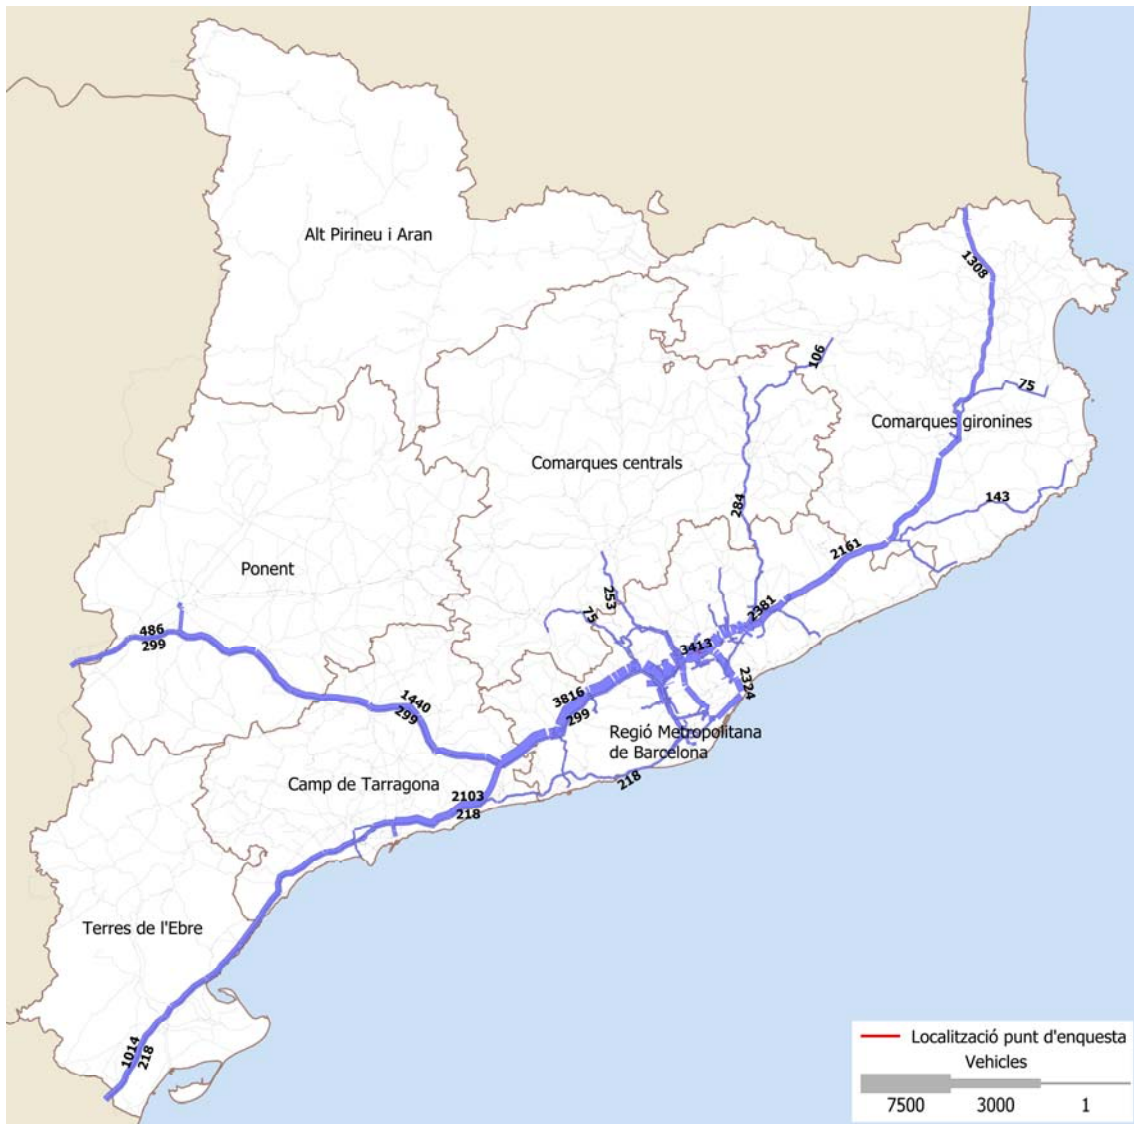 Alt Pirineu i Aran
1308
106
75
Comarques gironines
Comarques centrals
284
143
2161
Ponent
253
75
2381
3413
486
299
2324
3816
299
1440
299
Regió Metropolitana
de Barcelona
Camp de Tarragona
2103
218
218
Terres de l'Ebre
1014
218
Localització punt d'enquesta
Vehicles
7500 3000 1